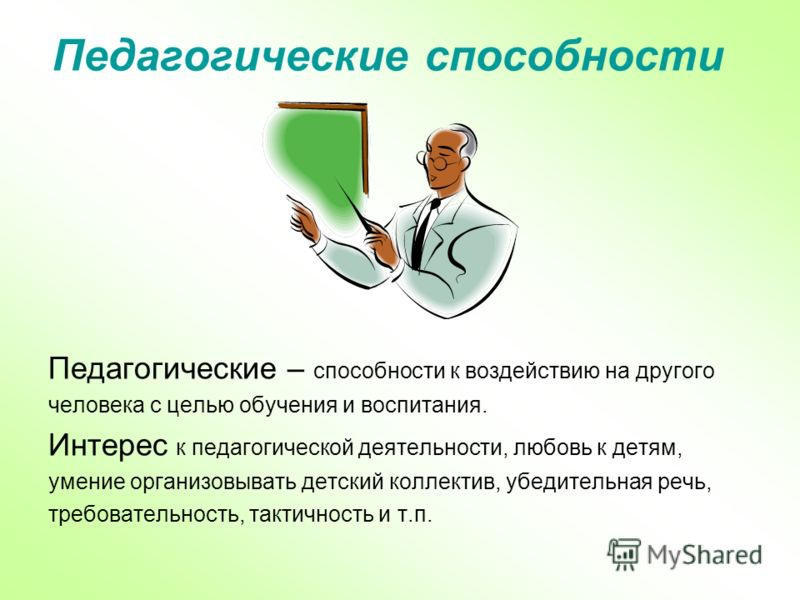 Педагогические способности
Педагогические – способности к воздействию на другого
человека с целью обучения и воспитания.
Интерес к педагогической деятельности, любовь к детям,
умение организовывать детский коллектив, убедительная речь,
требовательность, тактичность и т.п.
MyShared